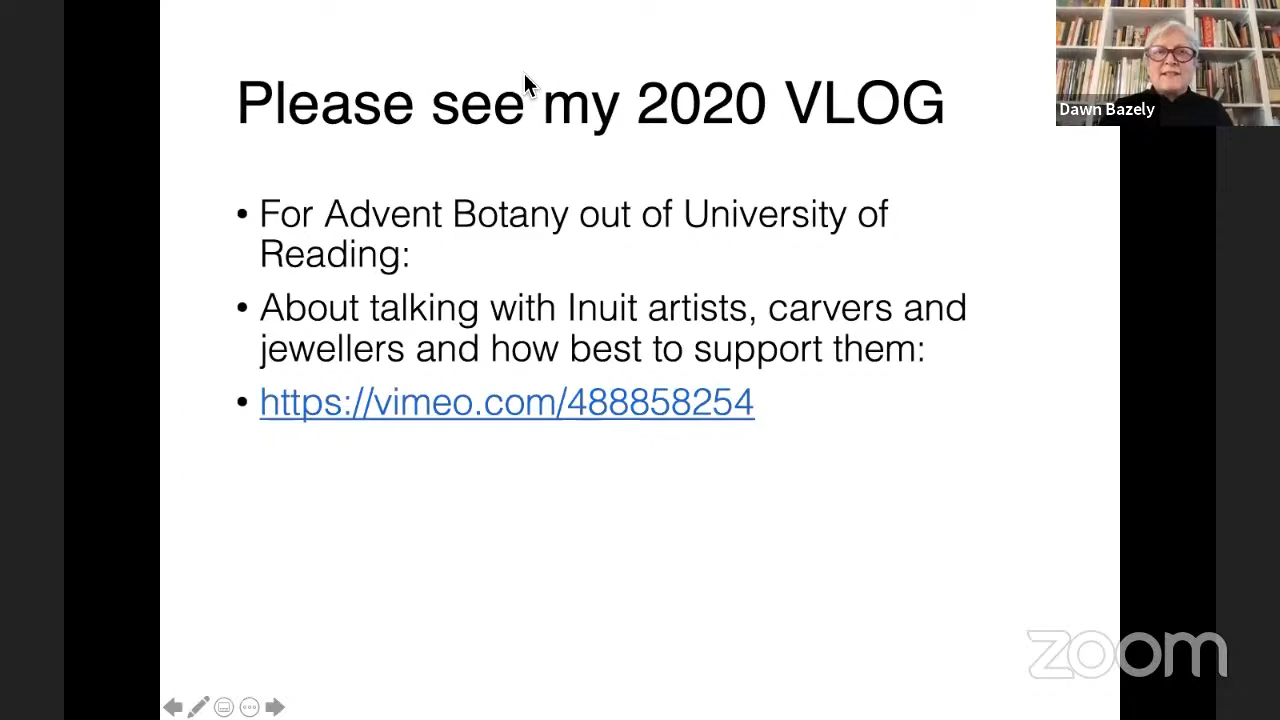 Please see my 2020 VLOG
Dawn Bazely
• For Advent Botany out of University of
Reading:
• About talking with Inuit artists, carvers and
jewellers and how best to support them:
• https://vimeo.com/488858254
zoom